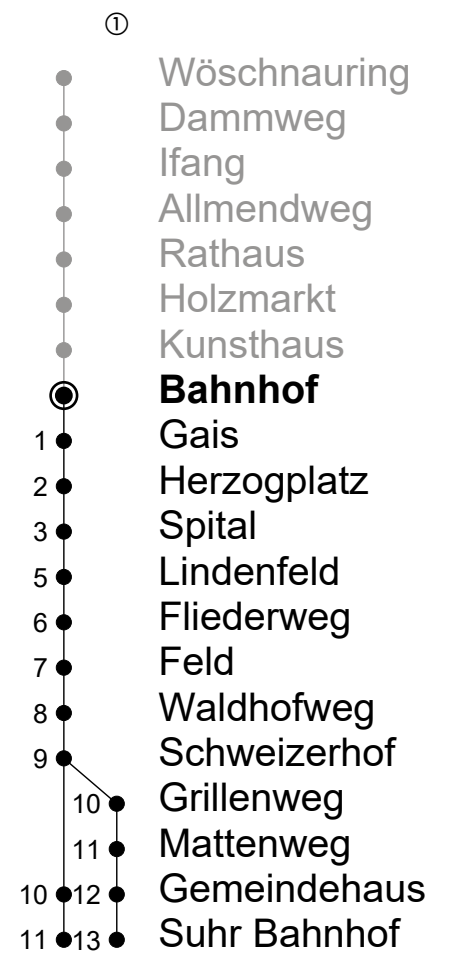 ①
Wöschnauring
Dammweg
Ifang
Allmendweg
Rathaus
Holzmarkt
Kunsthaus
Bahnhof
1 Gais
2 Herzogplatz
3 Spital
5 Lindenfeld
6 Fliederweg
7 Feld
8 Waldhofweg
9 Schweizerhof
10 Grillenweg
11 Mattenweg
10 12 Gemeindehaus
11 13 Suhr Bahnhof